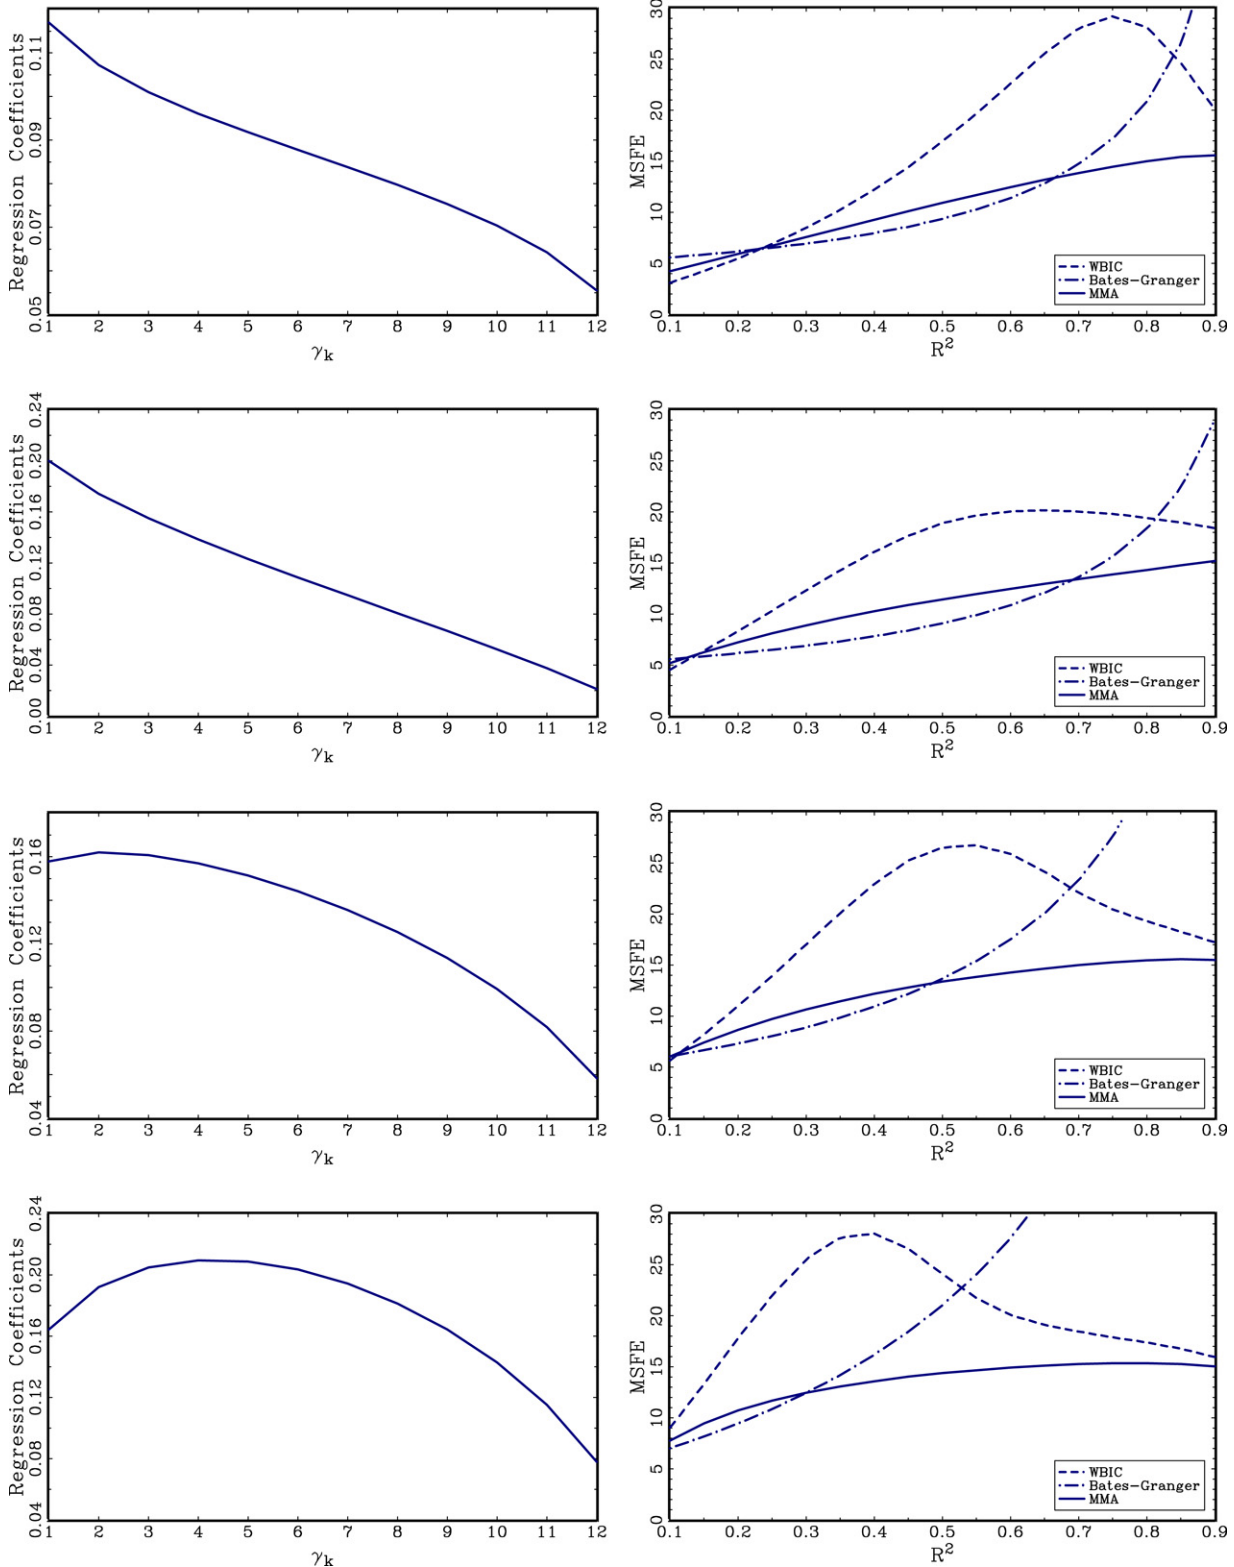 Regression Coefficients
0.05 0.07 0.09 0.11
1 2 3 4 5 6 7 8 9 10 11 12
γk
MSFE
0 5 10 15 20 25 30
WBIC
Bates-Granger
MMA
0.1 0.2 0.3 0.4 0.5 0.6 0.7 0.8 0.9
R²
Regression Coefficients
0.00 0.04 0.08 0.12 0.16 0.20 0.24
1 2 3 4 5 6 7 8 9 10 11 12
γk
MSFE
0 5 10 15 20 25 30
WBIC
Bates-Granger
MMA
0.1 0.2 0.3 0.4 0.5 0.6 0.7 0.8 0.9
R²
Regression Coefficients
0.04 0.08 0.12 0.16
1 2 3 4 5 6 7 8 9 10 11 12
γk
MSFE
0 5 10 15 20 25 30
WBIC
Bates-Granger
MMA
0.1 0.2 0.3 0.4 0.5 0.6 0.7 0.8 0.9
R²
Regression Coefficients
0.04 0.08 0.12 0.16 0.20 0.24
1 2 3 4 5 6 7 8 9 10 11 12
γk
MSFE
0 5 10 15 20 25 30
WBIC
Bates-Granger
MMA
0.1 0.2 0.3 0.4 0.5 0.6 0.7 0.8 0.9
R²